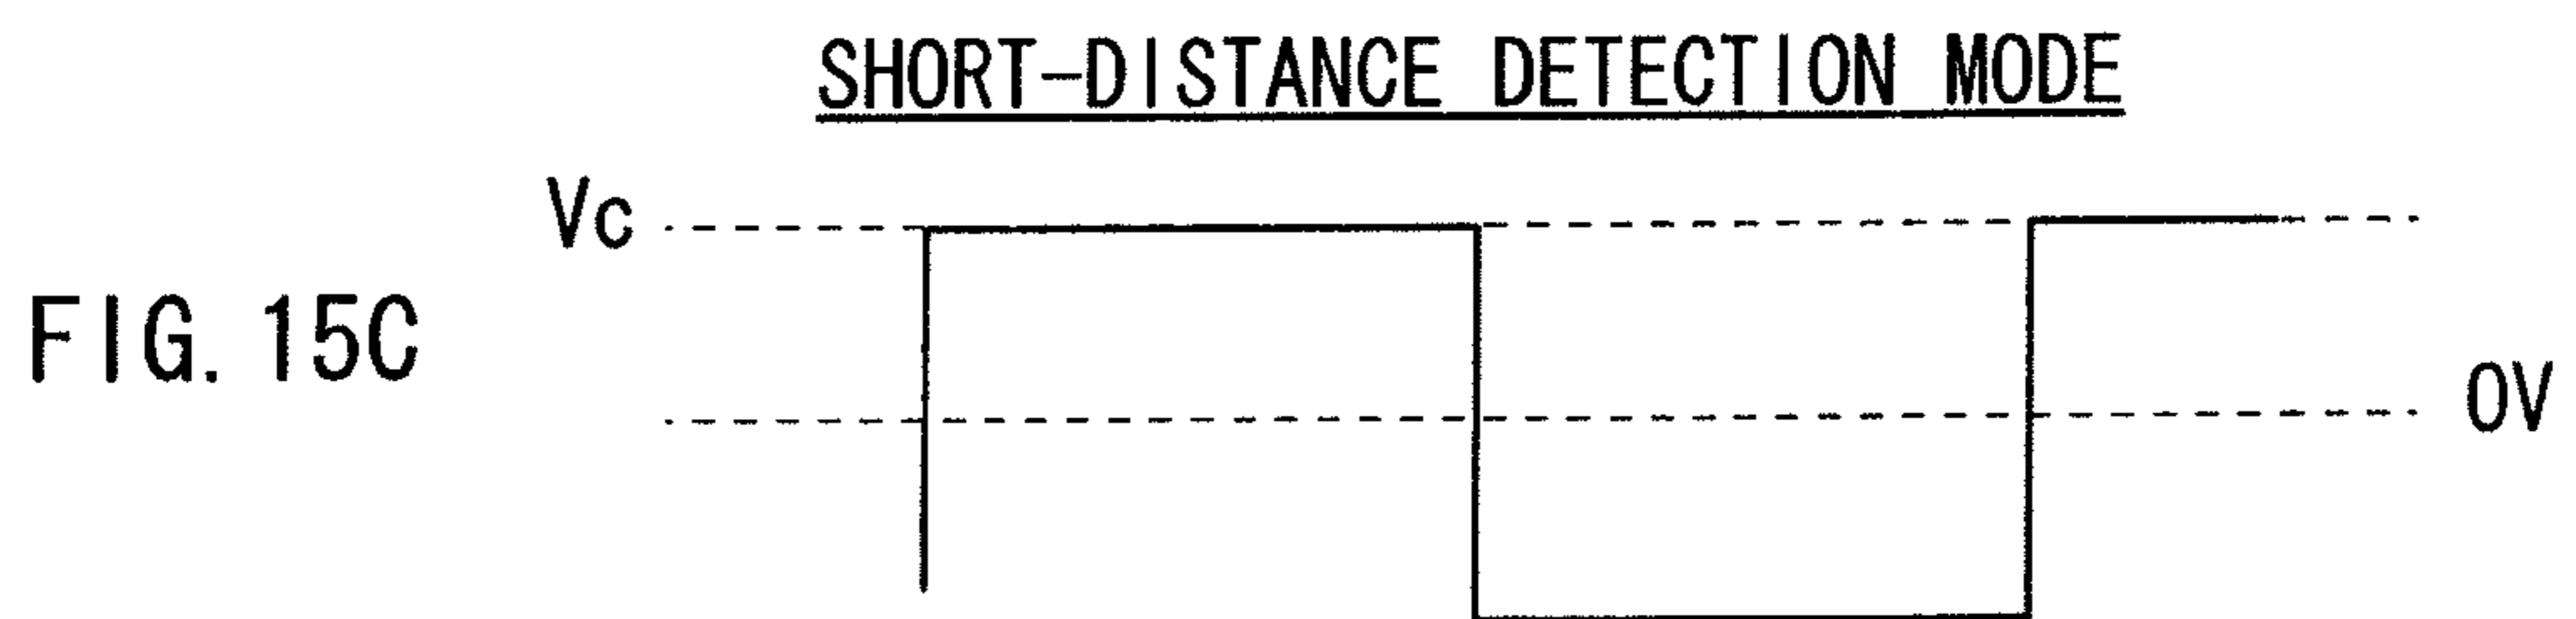 SHORT-DISTANCE DETECTION MODE
Vc
FIG. 15C
0V